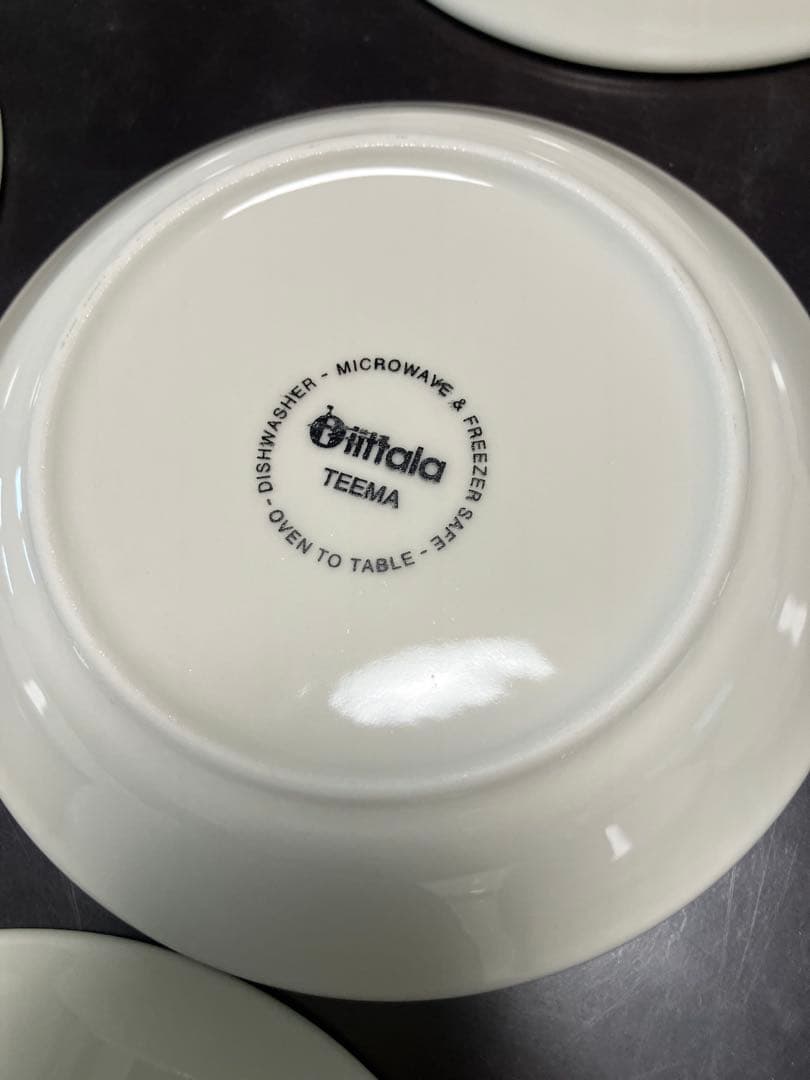 DISHWASHER - MICROWAVE & FREEZER SAFE - OVEN TO TABLE -
iittala
TEEMA